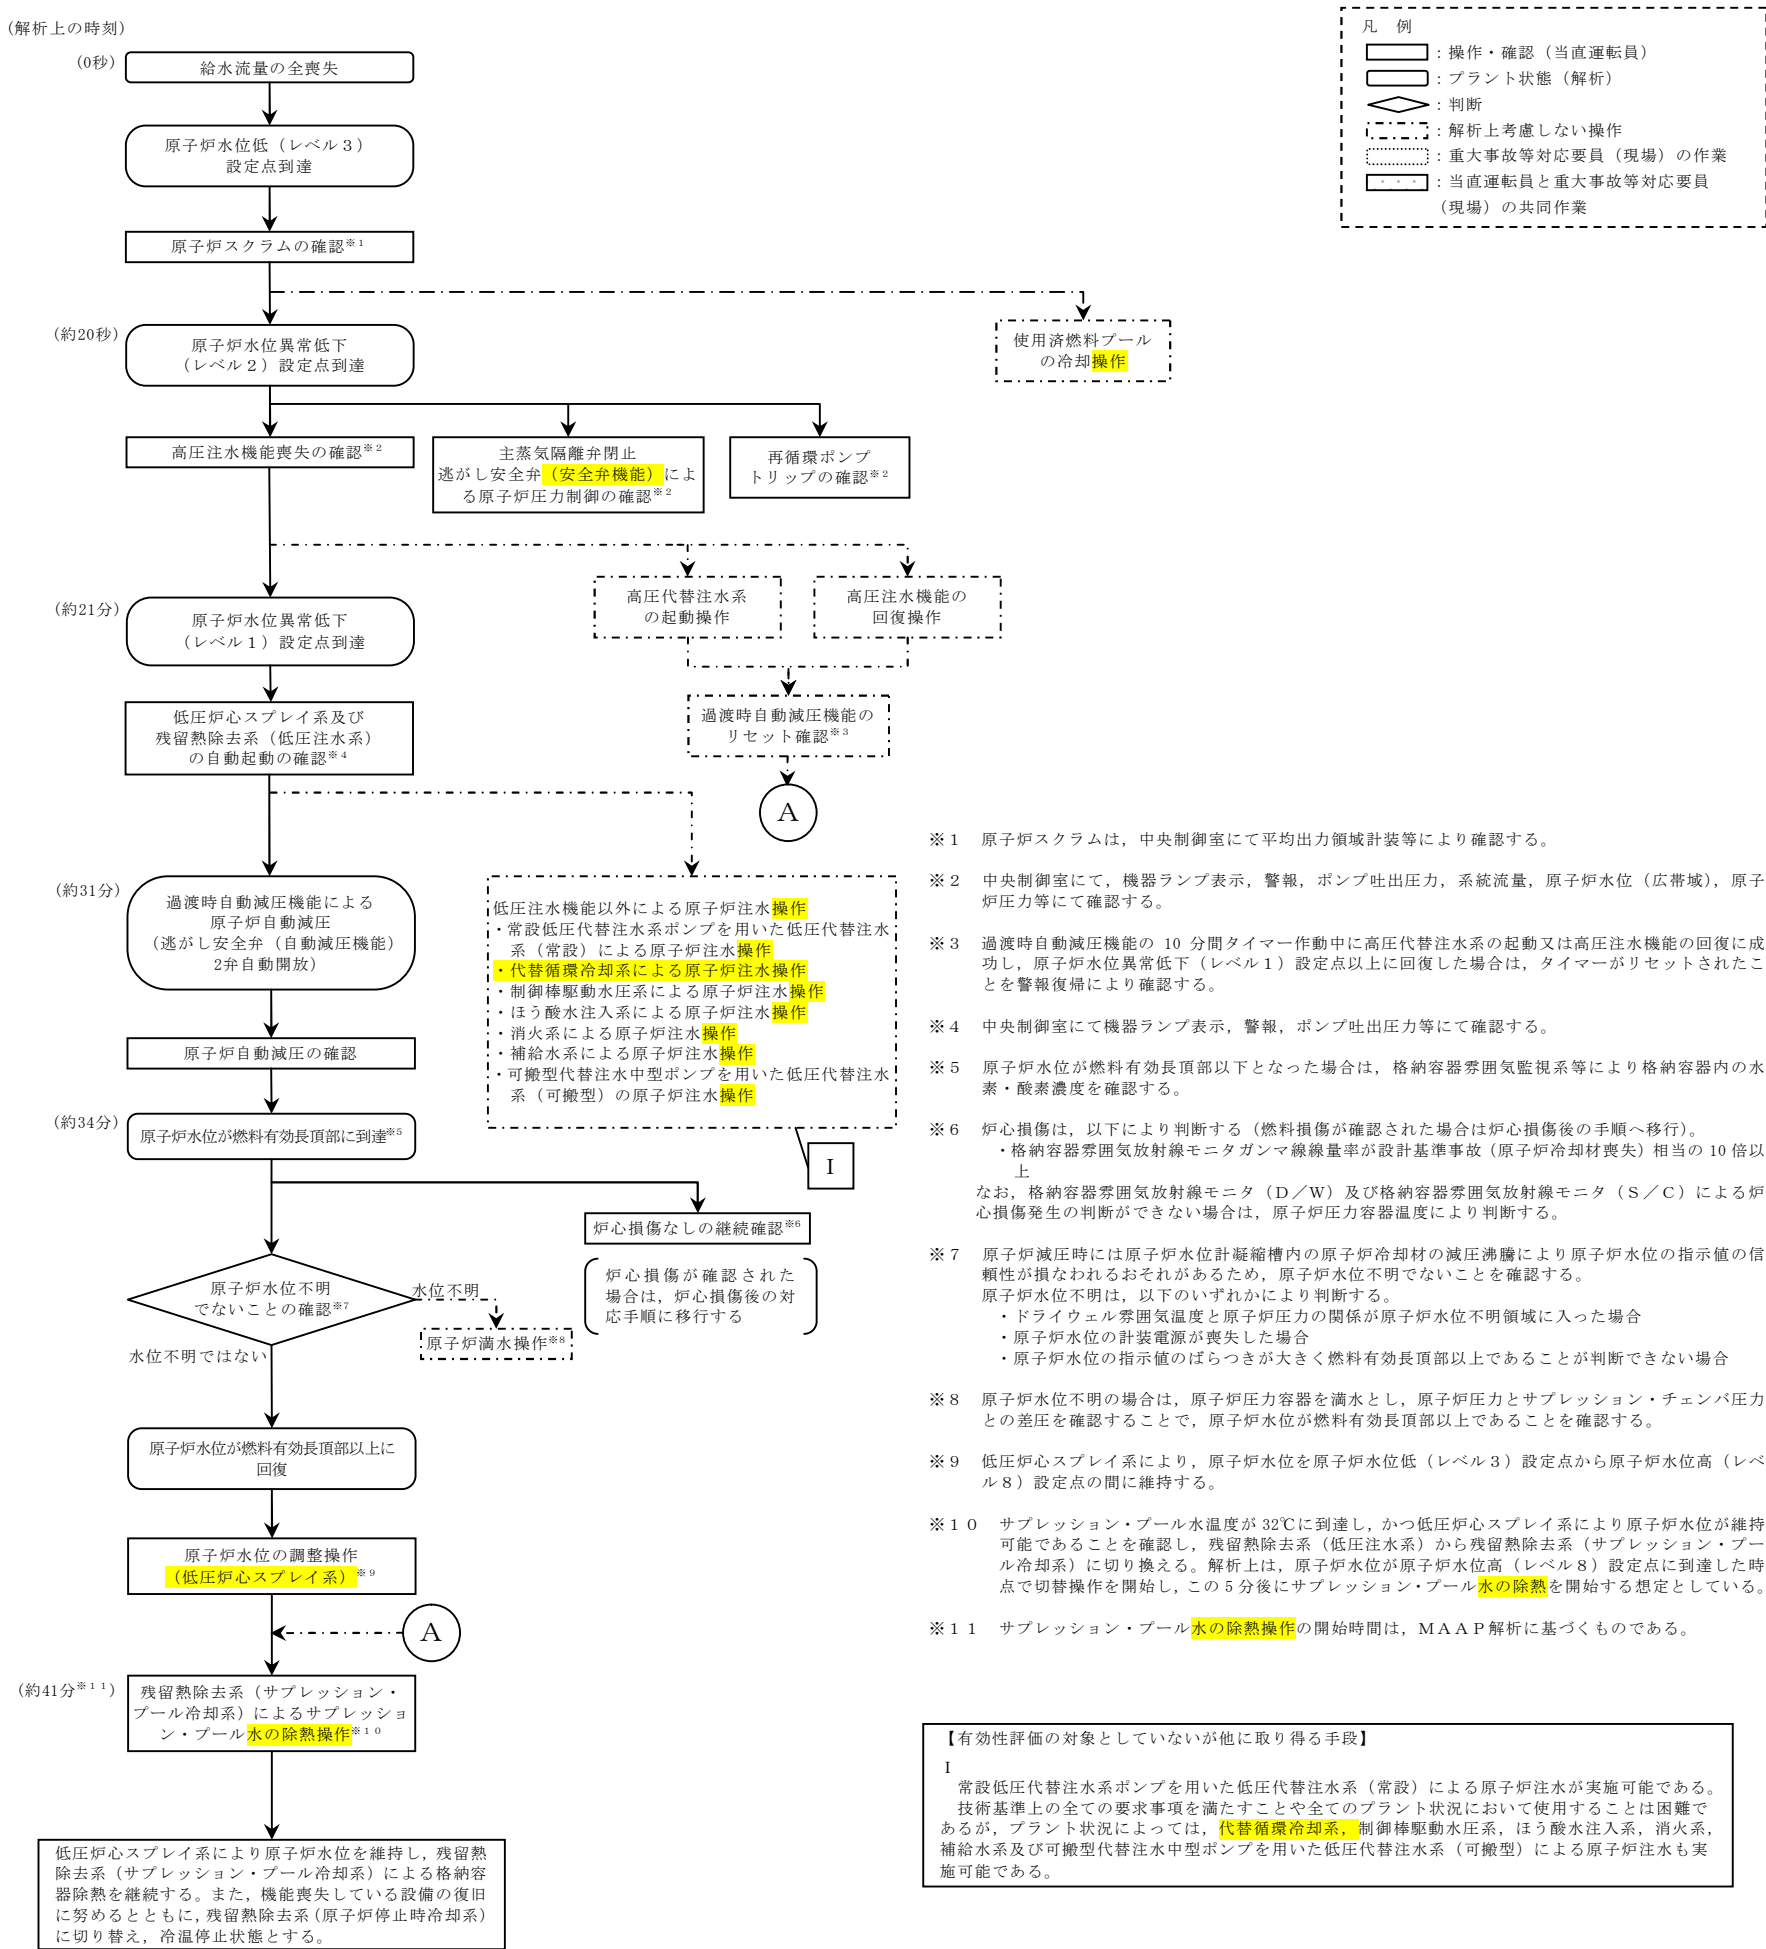 (解析上の時刻)
(0秒)
給水流量の全喪失
原子炉水位低（レベル３）
設定点到達
原子炉スクラムの確認※1
(約20秒)
原子炉水位異常低下
（レベル２）設定点到達
使用済燃料プール
の冷却操作
高圧注水機能喪失の確認※2
主蒸気隔離弁閉止
逃がし安全弁（安全弁機能）によ
る原子炉圧力制御の確認※2
再循環ポンプ
トリップの確認※2
高圧代替注水系
の起動操作
高圧注水機能の
回復操作
(約21分)
原子炉水位異常低下
（レベル１）設定点到達
過渡時自動減圧機能の
リセット確認※3
A
低圧炉心スプレイ系及び
残留熱除去系（低圧注水系）
の自動起動の確認※4
(約31分)
過渡時自動減圧機能による
原子炉自動減圧
（逃がし安全弁（自動減圧機能）
2弁自動開放）
低圧注水機能以外による原子炉注水操作
・常設低圧代替注水系ポンプを用いた低圧代替注水
系（常設）による原子炉注水操作
・代替循環冷却系による原子炉注水操作
・制御棒駆動水圧系による原子炉注水操作
・ほう酸水注入系による原子炉注水操作
・消火系による原子炉注水操作
・補給水系による原子炉注水操作
・可搬型代替注水中型ポンプを用いた低圧代替注水
系（可搬型）の原子炉注水操作
I
原子炉自動減圧の確認
(約34分)
原子炉水位が燃料有効長頂部に到達※5
炉心損傷なしの継続確認※6
炉心損傷が確認された
場合は，炉心損傷後の対
応手順に移行する
原子炉水位不明
でないことの確認※7
水位不明
原子炉満水操作※8
水位不明ではない
原子炉水位が燃料有効長頂部以上に
回復
原子炉水位の調整操作
（低圧炉心スプレイ系）※9
A
(約41分※11)
残留熱除去系（サプレッション・
プール冷却系）によるサプレッショ
ン・プール水の除熱操作※10
低圧炉心スプレイ系により原子炉水位を維持し，残留熱
除去系（サプレッション・プール冷却系）による格納容
器除熱を継続する。また，機能喪失している設備の復旧
に努めるとともに，残留熱除去系（原子炉停止時冷却系）
に切り替え，冷温停止状態とする。
凡　例
：操作・確認（当直運転員）
：プラント状態（解析）
：判断
：解析上考慮しない操作
：重大事故等対応要員（現場）の作業
：当直運転員と重大事故等対応要員
（現場）の共同作業
※１　原子炉スクラムは，中央制御室にて平均出力領域計装等により確認する。
※２　中央制御室にて，機器ランプ表示，警報，ポンプ吐出圧力，系統流量，原子炉水位（広帯域），原子
炉圧力等にて確認する。
※３　過渡時自動減圧機能の 10 分間タイマー作動中に高圧代替注水系の起動又は高圧注水機能の回復に成
功し，原子炉水位異常低下（レベル１）設定点以上に回復した場合は，タイマーがリセットされたこ
とを警報復帰により確認する。
※４　中央制御室にて機器ランプ表示，警報，ポンプ吐出圧力等にて確認する。
※５　原子炉水位が燃料有効長頂部以下となった場合は，格納容器雰囲気監視系等により格納容器内の水
素・酸素濃度を確認する。
※６　炉心損傷は，以下により判断する（燃料損傷が確認された場合は炉心損傷後の手順へ移行）。
・格納容器雰囲気放射線モニタガンマ線線量率が設計基準事故（原子炉冷却材喪失）相当の 10 倍以
上
なお，格納容器雰囲気放射線モニタ（Ｄ／Ｗ）及び格納容器雰囲気放射線モニタ（Ｓ／Ｃ）による炉
心損傷発生の判断ができない場合は，原子炉圧力容器温度により判断する。
※７　原子炉減圧時には原子炉水位計凝縮槽内の原子炉冷却材の減圧沸騰により原子炉水位の指示値の信
頼性が損なわれるおそれがあるため，原子炉水位不明でないことを確認する。
原子炉水位不明は，以下のいずれかにより判断する。
・ドライウェル雰囲気温度と原子炉圧力の関係が原子炉水位不明領域に入った場合
・原子炉水位の計装電源が喪失した場合
・原子炉水位の指示値のばらつきが大きく燃料有効長頂部以上であることが判断できない場合
※８　原子炉水位不明の場合は，原子炉圧力容器を満水とし，原子炉圧力とサプレッション・チェンバ圧力
との差圧を確認することで，原子炉水位が燃料有効長頂部以上であることを確認する。
※９　低圧炉心スプレイ系により，原子炉水位を原子炉水位低（レベル３）設定点から原子炉水位高（レベ
ル８）設定点の間に維持する。
※１０　サプレッション・プール水温度が 32℃に到達し，かつ低圧炉心スプレイ系により原子炉水位が維持
可能であることを確認し，残留熱除去系（低圧注水系）から残留熱除去系（サプレッション・プー
ル冷却系）に切り換える。解析上は，原子炉水位が原子炉水位高（レベル８）設定点に到達した時
点で切替操作を開始し，この 5 分後にサプレッション・プール水の除熱を開始する想定としている。
※１１　サプレッション・プール水の除熱操作の開始時間は，ＭＡＡＰ解析に基づくものである。
【有効性評価の対象としていないが他に取り得る手段】
I
常設低圧代替注水系ポンプを用いた低圧代替注水系（常設）による原子炉注水が実施可能である。
技術基準上の全ての要求事項を満たすことや全てのプラント状況において使用することは困難で
あるが，プラント状況によっては，代替循環冷却系，制御棒駆動水圧系，ほう酸水注入系，消火系，
補給水系及び可搬型代替注水中型ポンプを用いた低圧代替注水系（可搬型）による原子炉注水も実
施可能である。